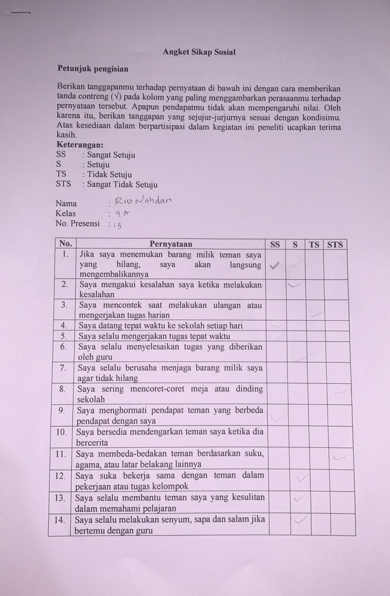 Angket Sikap Sosial
Petunjuk pengisian
Berikan tanggapanmu terhadap pernyataan di bawah ini dengan cara memberikan
tanda contreng (√) pada kolom yang paling menggambarkan perasaanmu terhadap
pernyataan tersebut. Apapun pendapatmu tidak akan mempengaruhi nilai. Oleh
karena itu, berikan tanggapan yang sejujur-jurjurnya sesuai dengan kondisimu.
Atas kesediaan dalam berpartisipasi dalam kegiatan ini peneliti ucapkan terima
kasih.
Keterangan:
SS : Sangat Setuju
S : Setuju
TS : Tidak Setuju
STS : Sangat Tidak Setuju
Nama : Rio
Kelas :
No. Presensi : 15
No. Pernyataan SS S TS STS
1. Jika saya menemukan barang milik teman saya
yang hilang, saya akan langsung
mengembalikannya ✓
2. Saya mengakui kesalahan saya ketika melakukan ✓
kesalahan
3. Saya mencontek saat melakukan ulangan atau
mengerjakan tugas harian ✓
4. Saya datang tepat waktu ke sekolah setiap hari
5. Saya selalu mengerjakan tugas tepat waktu
6. Saya selalu menyelesaikan tugas yang diberikan
oleh guru
7. Saya selalu berusaha menjaga barang milik saya
agar tidak hilang
8. Saya sering mencoret-coret meja atau dinding
sekolah
9. Saya menghormati pendapat teman yang berbeda
pendapat dengan saya
10. Saya bersedia mendengarkan teman saya ketika dia
bercerita
11. Saya membeda-bedakan teman berdasarkan suku,
agama, atau latar belakang lainnya ✓
12. Saya suka bekerja sama dengan teman dalam
pekerjaan atau tugas kelompok ✓
13. Saya selalu membantu teman saya yang kesulitan ✓
dalam memahami pelajaran
14. Saya selalu melakukan senyum, sapa dan salam jika ✓
bertemu dengan guru